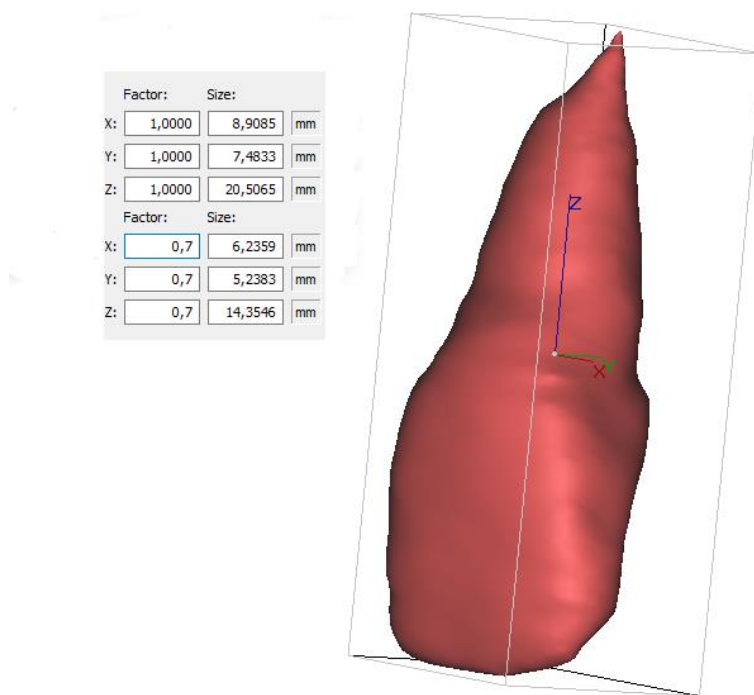 Factor: Size:
X: 1,0000 8,9085 mm
Y: 1,0000 7,4833 mm
Z: 1,0000 20,5065 mm
Factor: Size:
X: 0,7 6,2359 mm
Y: 0,7 5,2383 mm
Z: 0,7 14,3546 mm
Z
X Y